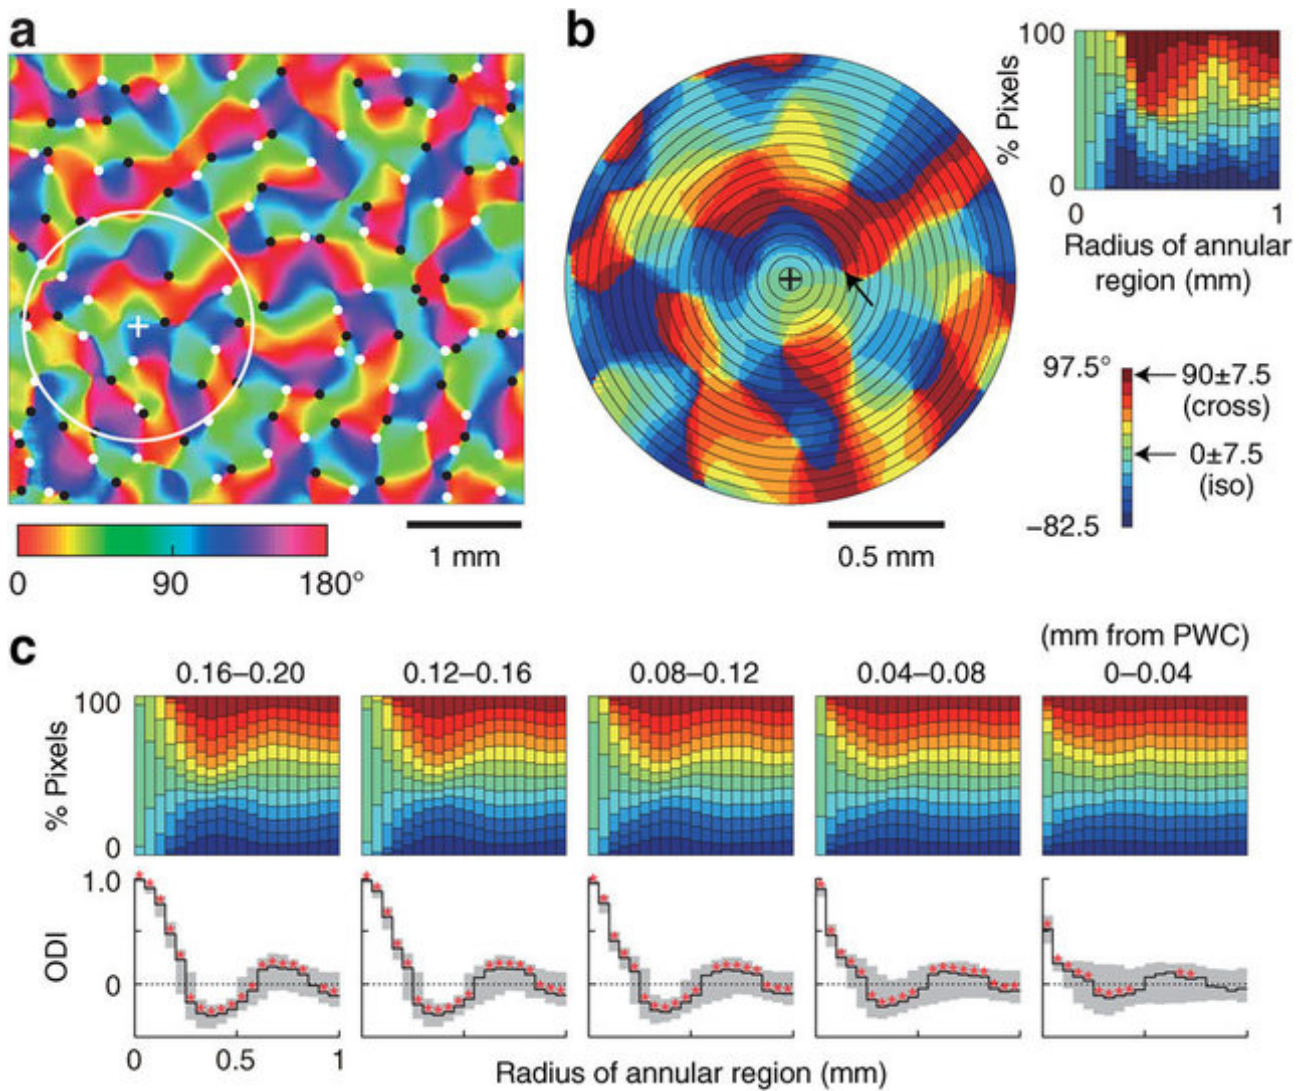 a
0
90
180°
1 mm
b
0.5 mm
100
% Pixels
0
0
1
Radius of annular
region (mm)
97.5°
90±7.5
(cross)
0±7.5
(iso)
−82.5
c
(mm from PWC)
0.16–0.20
0.12–0.16
0.08–0.12
0.04–0.08
0–0.04
100
% Pixels
0
1.0
ODI
0
0
0.5
1
Radius of annular region (mm)